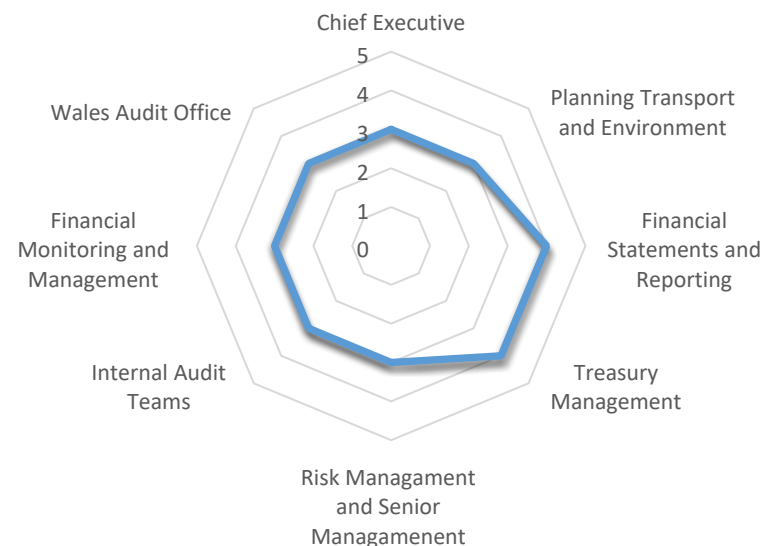 Chief Executive
5
4
3
2
1
0
Planning Transport
and Environment
Financial
Statements and
Reporting
Treasury
Management
Risk Managament
and Senior
Managamenent
Internal Audit
Teams
Financial
Monitoring and
Management
Wales Audit Office